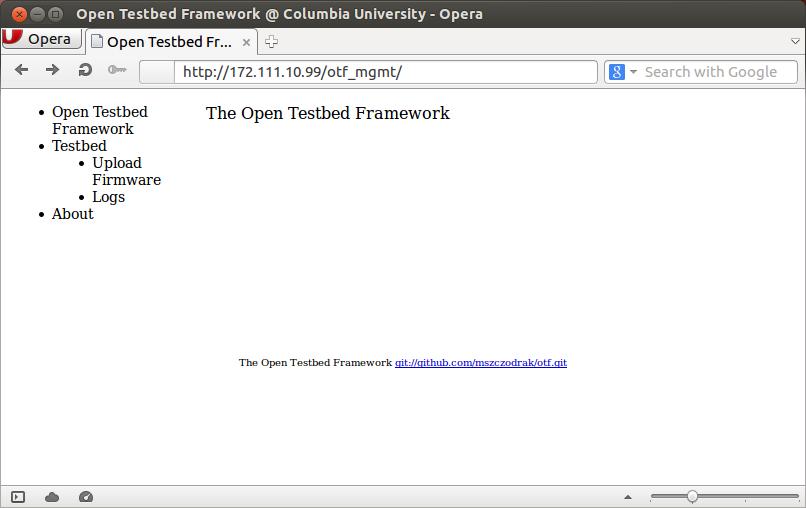 Open Testbed Framework @ Columbia University - Opera
Opera
Open Testbed Fr...
http://172.111.10.99/otf_mgmt/
Search with Google
Open Testbed
Framework
Testbed
Upload
Firmware
Logs
About
The Open Testbed Framework
The Open Testbed Framework git://github.com/mszczodrak/otf.git